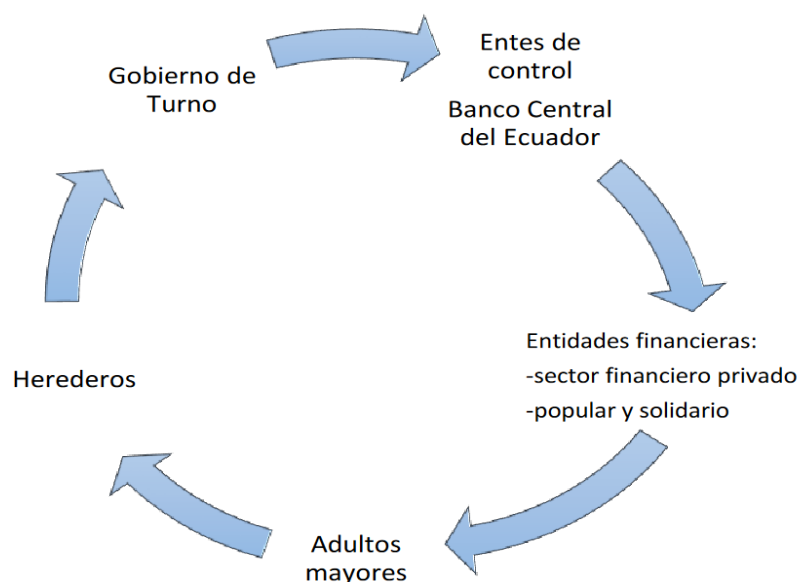 Gobierno de
Turno
Entes de
control
Banco Central
del Ecuador
Entidades financieras:
-sector financiero privado
-popular y solidario
Adultos
mayores
Herederos